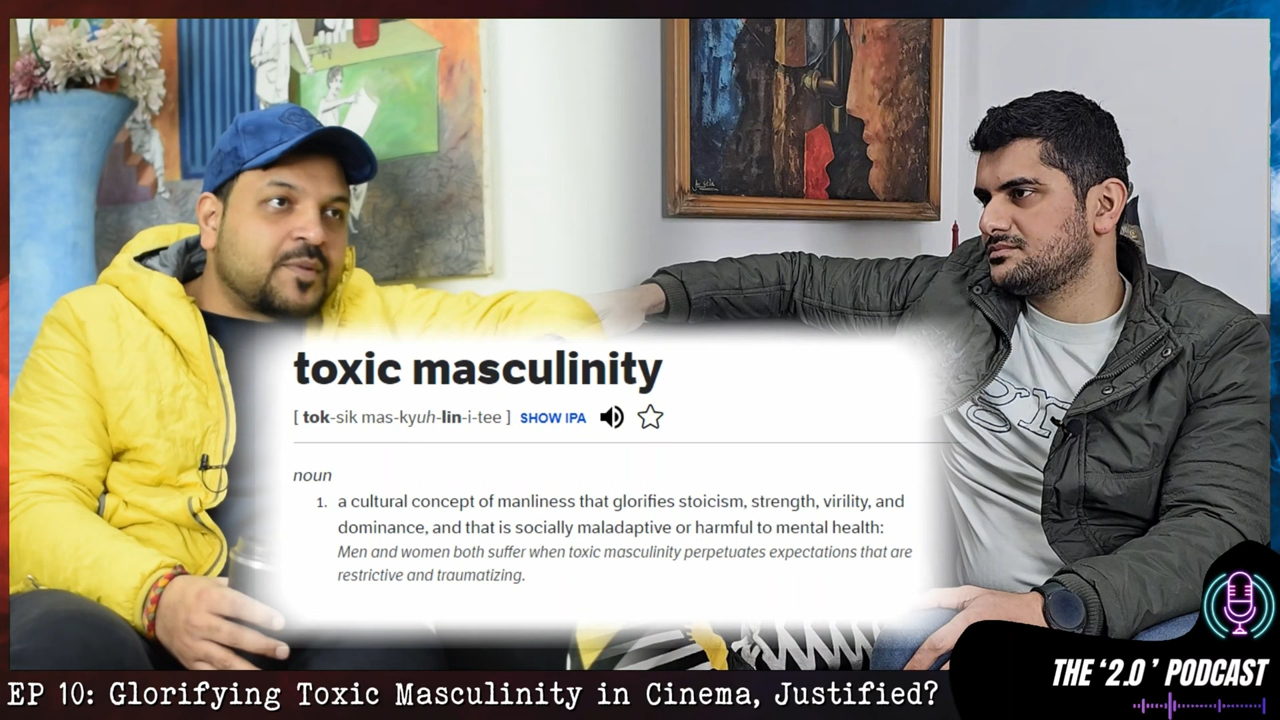 toxic masculinity
[ tok-sik mas-kyuh-lin-i-tee ] SHOW IPA
noun
1. a cultural concept of manliness that glorifies stoicism, strength, virility, and
dominance, and that is socially maladaptive or harmful to mental health:
Men and women both suffer when toxic masculinity perpetuates expectations that are
restrictive and traumatizing.
THE ‘2.0’ PODCAST
EP 10: Glorifying Toxic Masculinity in Cinema, Justified?